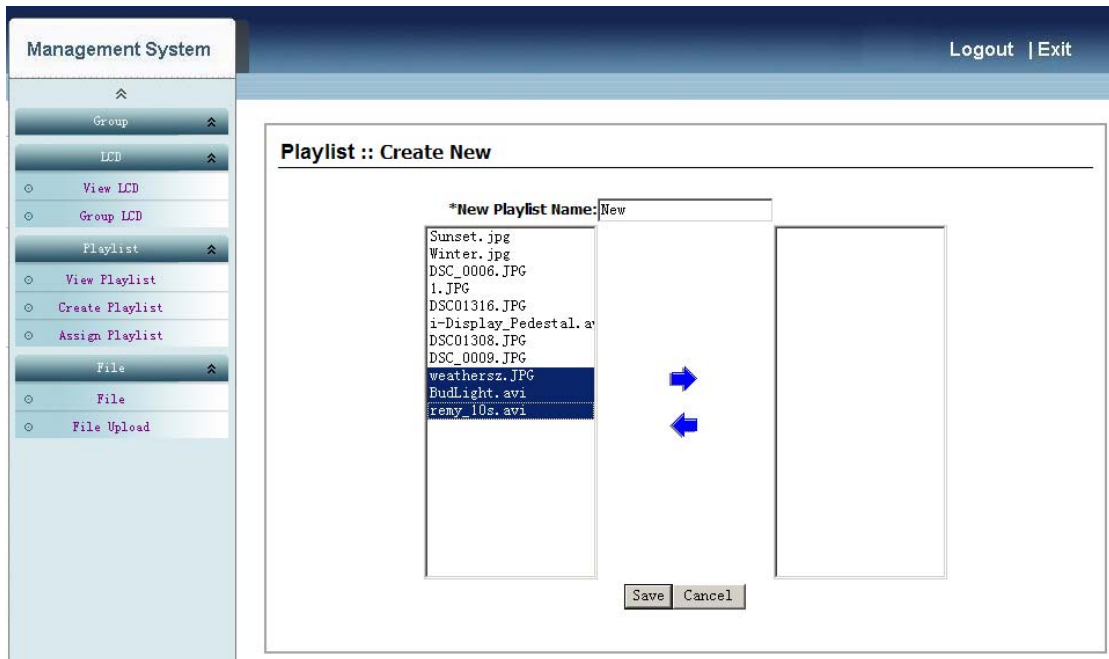 Management System
Logout | Exit
Group
LCD
View LCD
Group LCD
Playlist
View Playlist
Create Playlist
Assign Playlist
File
File
File Upload
Playlist :: Create New
*New Playlist Name: New
Sunset.jpg
Winter.jpg
DSC_0006.JPG
1.JPG
DSC01316.JPG
i-Display_Pedestal.av
DSC01308.JPG
DSC_0009.JPG
weathersz.JPG
BudLight.avi
remy_10s.avi
Save Cancel